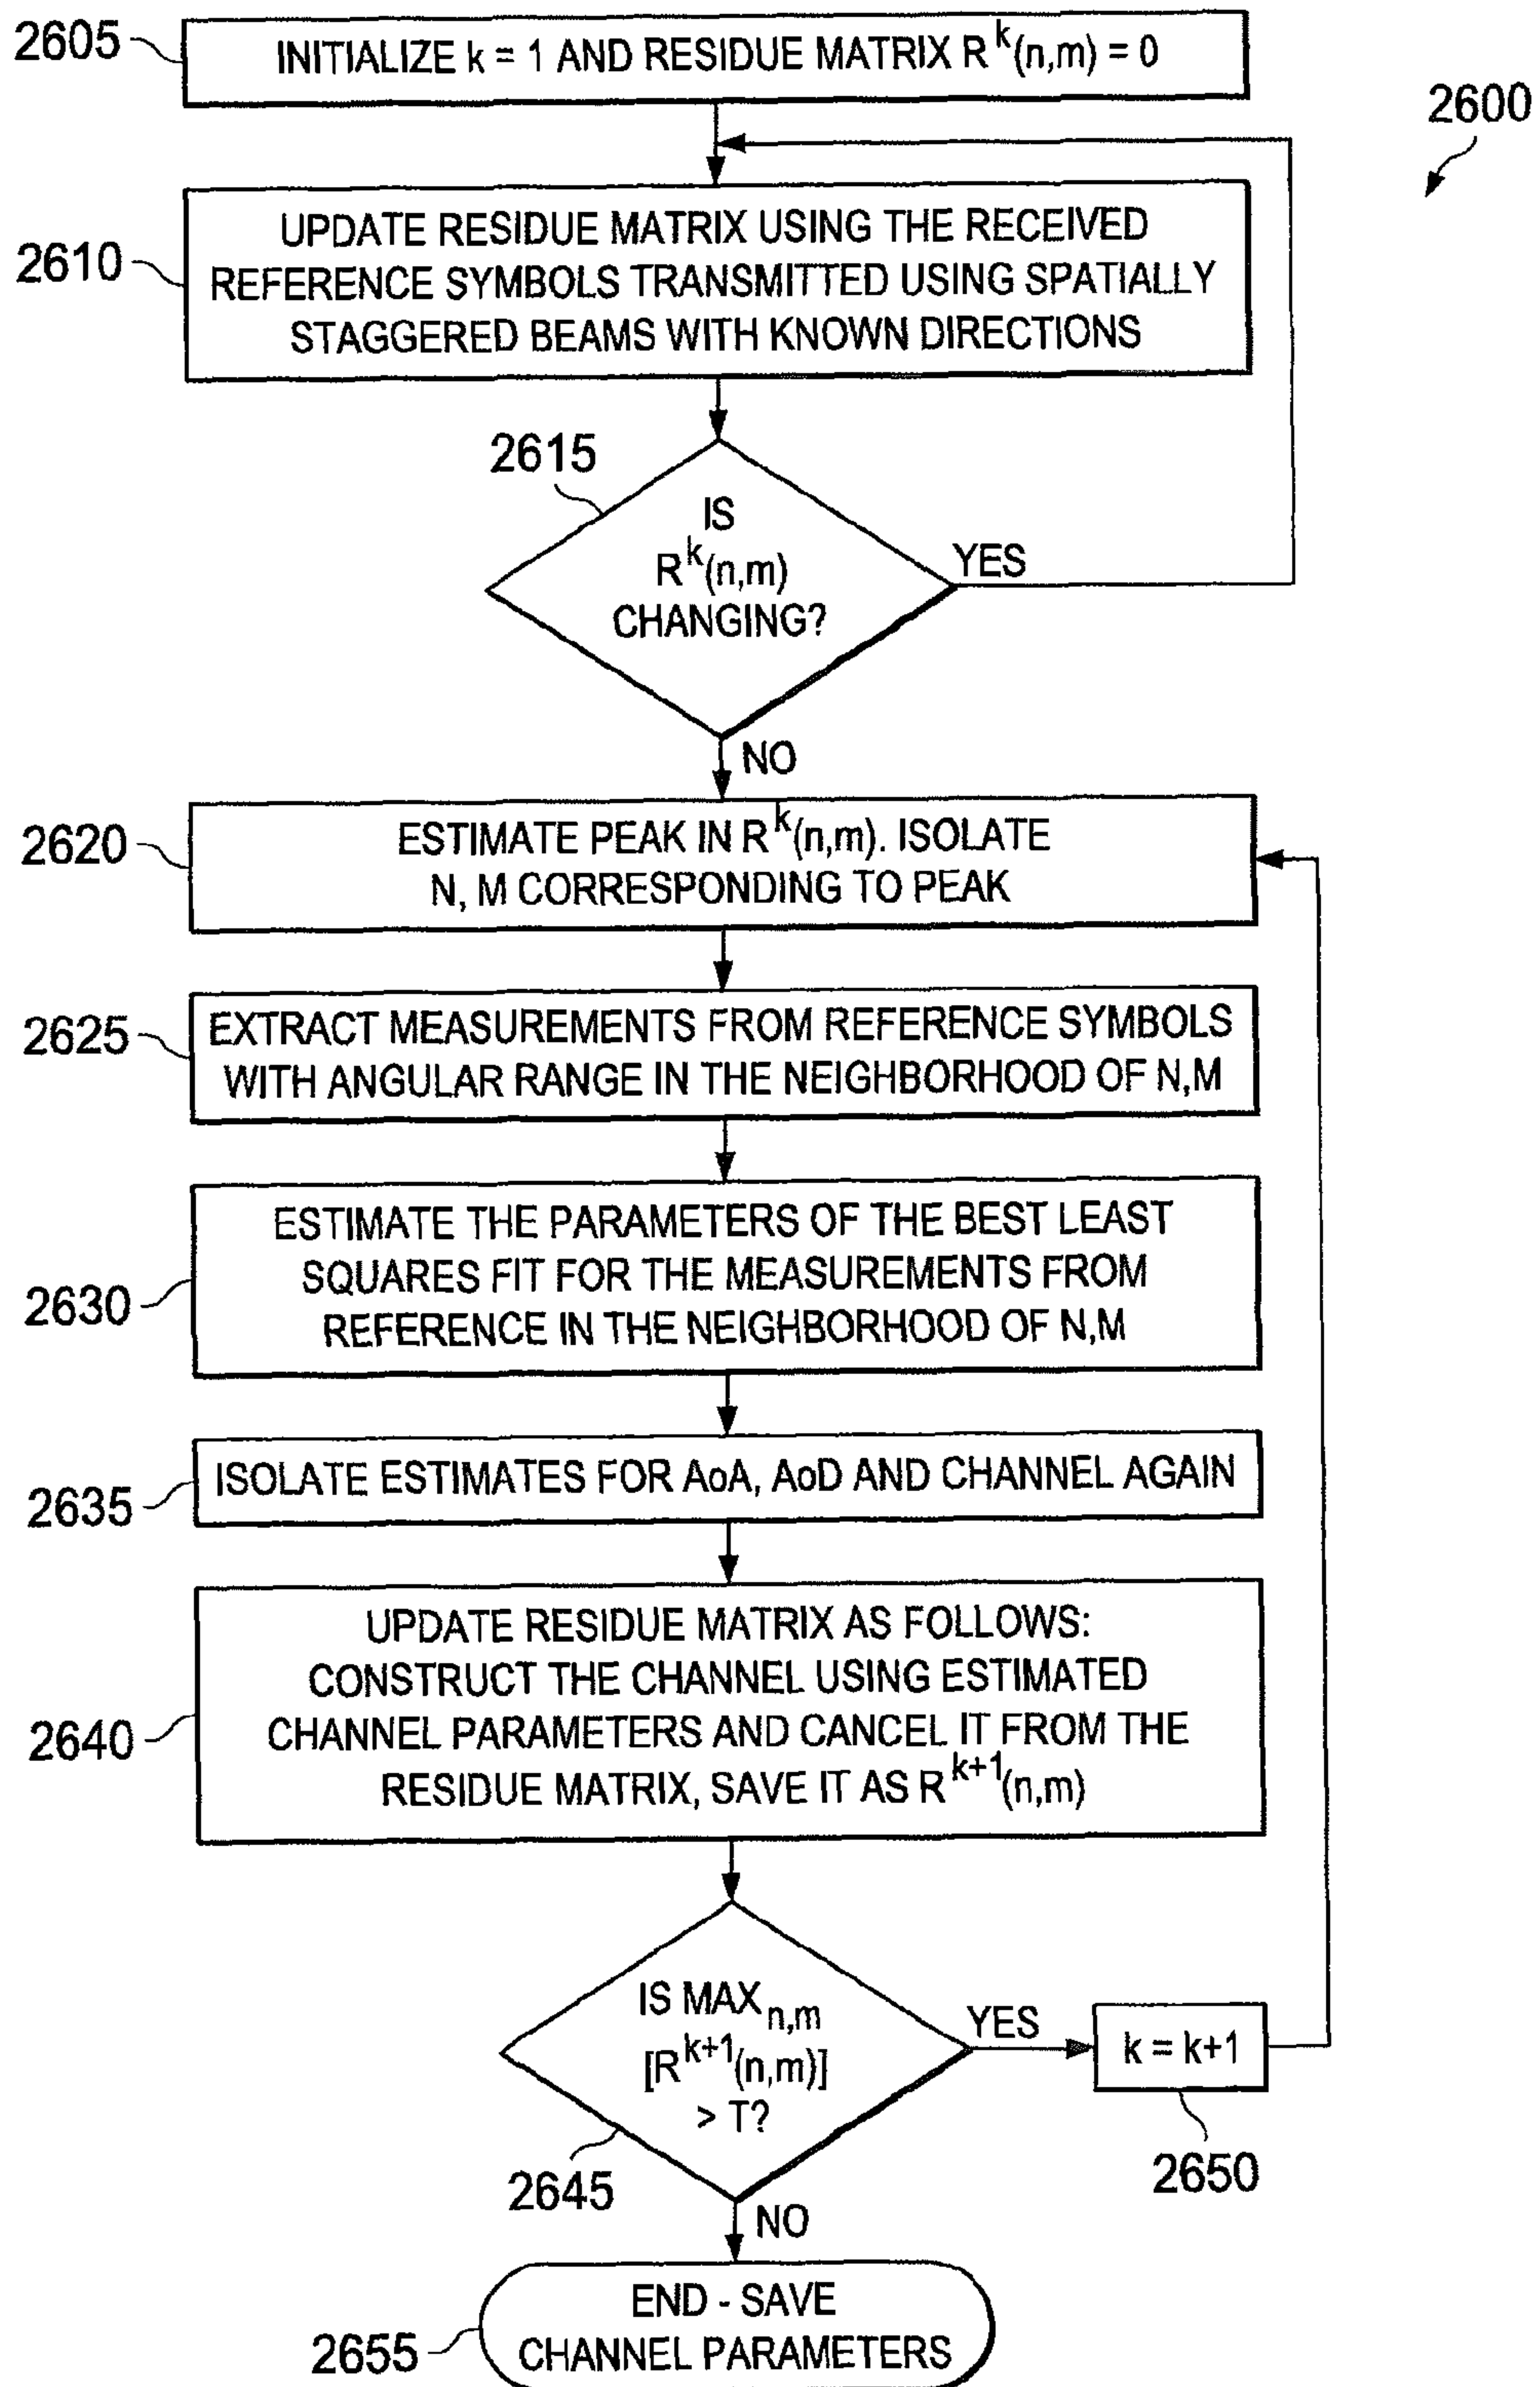 2605
INITIALIZE k = 1 AND RESIDUE MATRIX R^k(n,m) = 0
2600
2610
UPDATE RESIDUE MATRIX USING THE RECEIVED
REFERENCE SYMBOLS TRANSMITTED USING SPATIALLY
STAGGERED BEAMS WITH KNOWN DIRECTIONS
2615
IS
R^k(n,m)
CHANGING?
YES
NO
2620
ESTIMATE PEAK IN R^k(n,m). ISOLATE
N, M CORRESPONDING TO PEAK
2625
EXTRACT MEASUREMENTS FROM REFERENCE SYMBOLS
WITH ANGULAR RANGE IN THE NEIGHBORHOOD OF N,M
2630
ESTIMATE THE PARAMETERS OF THE BEST LEAST
SQUARES FIT FOR THE MEASUREMENTS FROM
REFERENCE IN THE NEIGHBORHOOD OF N,M
2635
ISOLATE ESTIMATES FOR AoA, AoD AND CHANNEL AGAIN
2640
UPDATE RESIDUE MATRIX AS FOLLOWS:
CONSTRUCT THE CHANNEL USING ESTIMATED
CHANNEL PARAMETERS AND CANCEL IT FROM THE
RESIDUE MATRIX, SAVE IT AS R^k+1(n,m)
IS MAX_n,m
[R^k+1(n,m)]
> T?
2645
YES
k = k+1
2650
NO
2655
END - SAVE
CHANNEL PARAMETERS